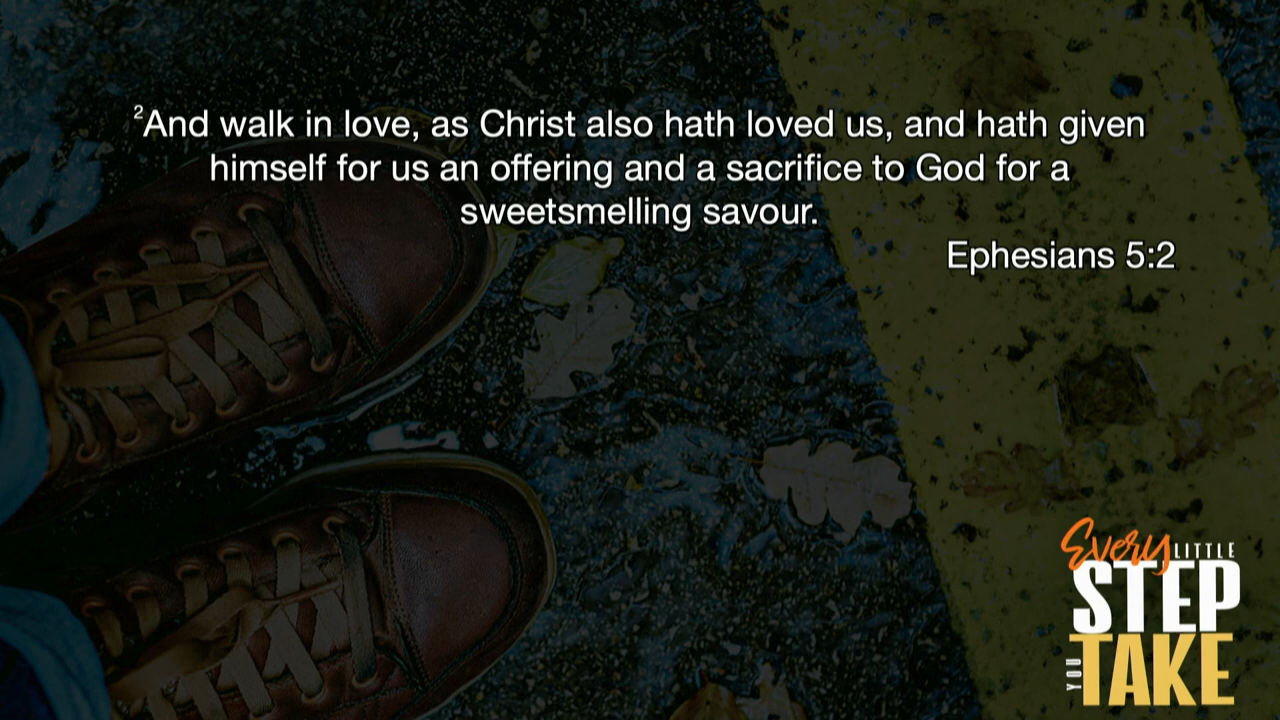 ²And walk in love, as Christ also hath loved us, and hath given
himself for us an offering and a sacrifice to God for a
sweetsmelling savour.
Ephesians 5:2
Every LITTLE
STEP
YOU TAKE